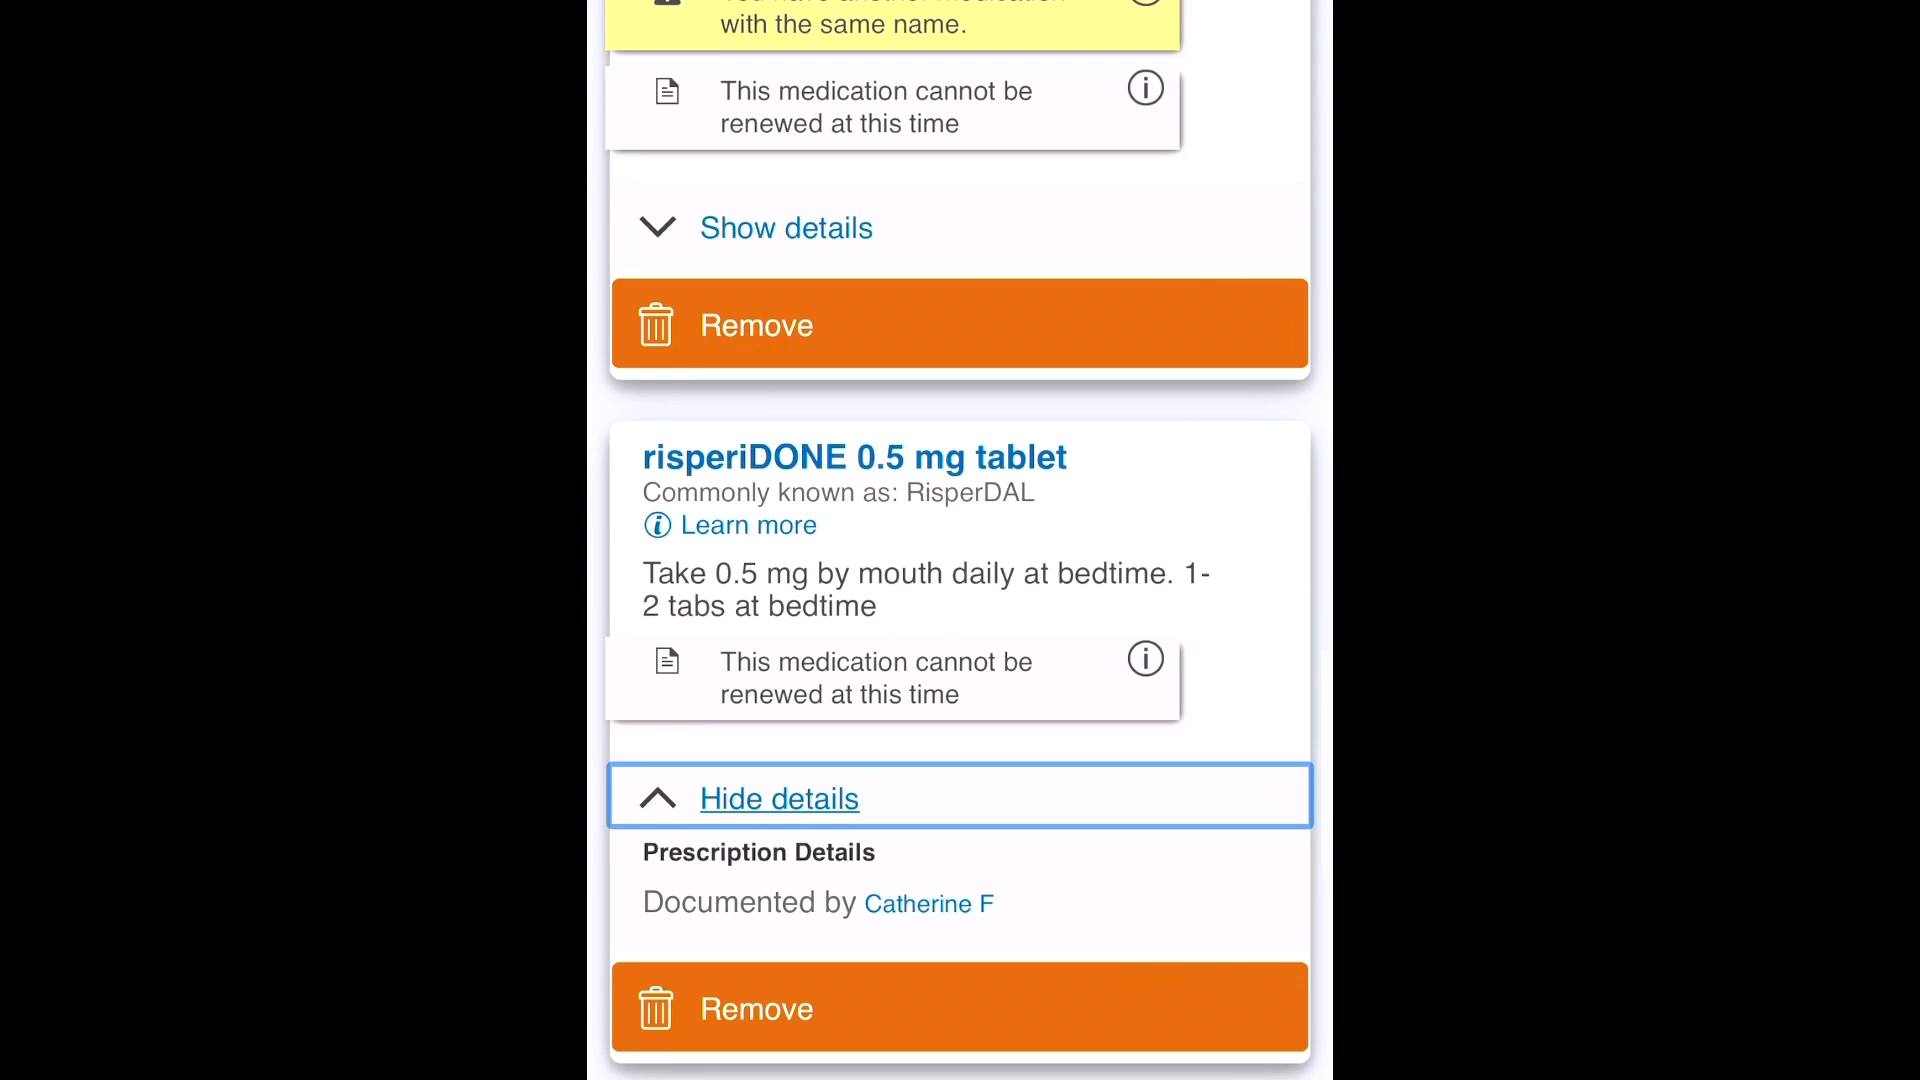 with the same name.
This medication cannot be
renewed at this time
Show details
Remove
risperiDONE 0.5 mg tablet
Commonly known as: RisperDAL
Learn more
Take 0.5 mg by mouth daily at bedtime. 1-
2 tabs at bedtime
This medication cannot be
renewed at this time
Hide details
Prescription Details
Documented by Catherine F
Remove